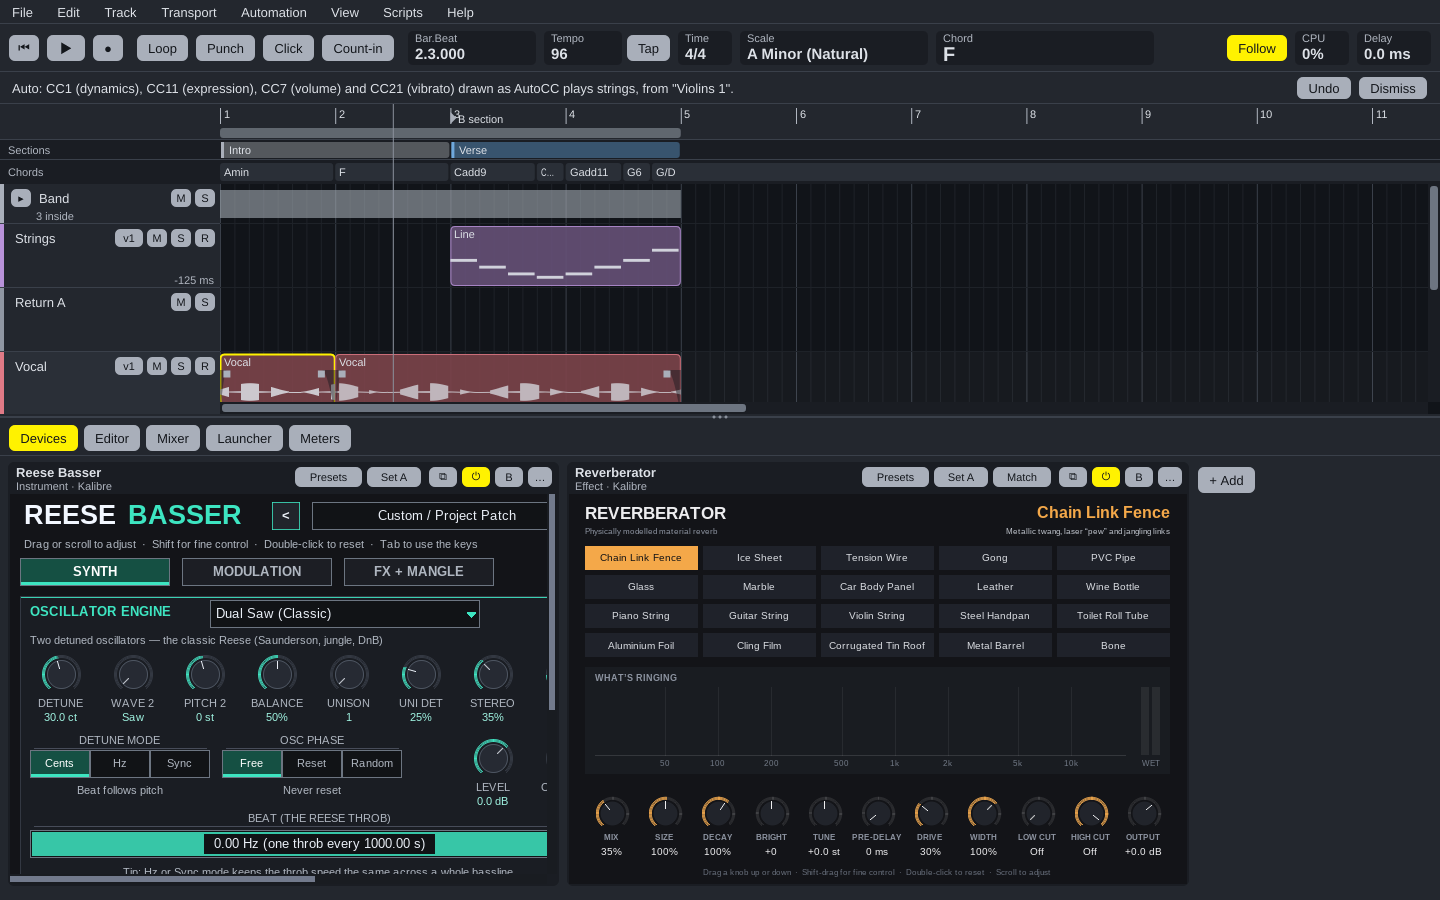 File Edit Track Transport Automation View Scripts Help
Loop Punch Click Count-in
Bar.Beat
2.3.000
Tempo
96
Tap
Time
4/4
Scale
A Minor (Natural)
Chord
F
Follow
CPU
0%
Delay
0.0 ms
Auto: CC1 (dynamics), CC11 (expression), CC7 (volume) and CC21 (vibrato) drawn as AutoCC plays strings, from "Violins 1".
Undo Dismiss
1 2 3 B section 4 5 6 7 8 9 10 11
Sections Intro Verse
Chords Amin F Cadd9 C... Gadd11 G6 G/D
Band M S
3 inside
Strings v1 M S R
-125 ms
Line
Return A M S
Vocal v1 M S R
Vocal Vocal
Devices Editor Mixer Launcher Meters
Reese Basser
Instrument · Kalibre
Presets Set A B ...
REESE BASSER < Custom / Project Patch
Drag or scroll to adjust · Shift for fine control · Double-click to reset · Tab to use the keys
SYNTH MODULATION FX + MANGLE
OSCILLATOR ENGINE Dual Saw (Classic)
Two detuned oscillators — the classic Reese (Saunderson, jungle, DnB)
DETUNE WAVE 2 PITCH 2 BALANCE UNISON UNI DET STEREO
30.0 ct Saw 0 st 50% 1 25% 35%
DETUNE MODE OSC PHASE
Cents Hz Sync Free Reset Random
Beat follows pitch Never reset
LEVEL
0.0 dB
BEAT (THE REESE THROB)
0.00 Hz (one throb every 1000.00 s)
Tip: Hz or Sync mode keeps the throb speed the same across a whole bassline
Reverberator
Effect · Kalibre
Presets Set A Match B ...
REVERBERATOR Chain Link Fence
Physically modelled material reverb Metallic twang, laser "pew" and jangling links
Chain Link Fence Ice Sheet Tension Wire Gong PVC Pipe
Glass Marble Car Body Panel Leather Wine Bottle
Piano String Guitar String Violin String Steel Handpan Toilet Roll Tube
Aluminium Foil Cling Film Corrugated Tin Roof Metal Barrel Bone
WHAT'S RINGING
50 100 200 500 1k 2k 5k 10k WET
MIX SIZE DECAY BRIGHT TUNE PRE-DELAY DRIVE WIDTH LOW CUT HIGH CUT OUTPUT
35% 100% 100% +0 +0.0 st 0 ms 30% 100% Off Off +0.0 dB
Drag a knob up or down · Shift-drag for fine control · Double-click to reset · Scroll to adjust
+ Add